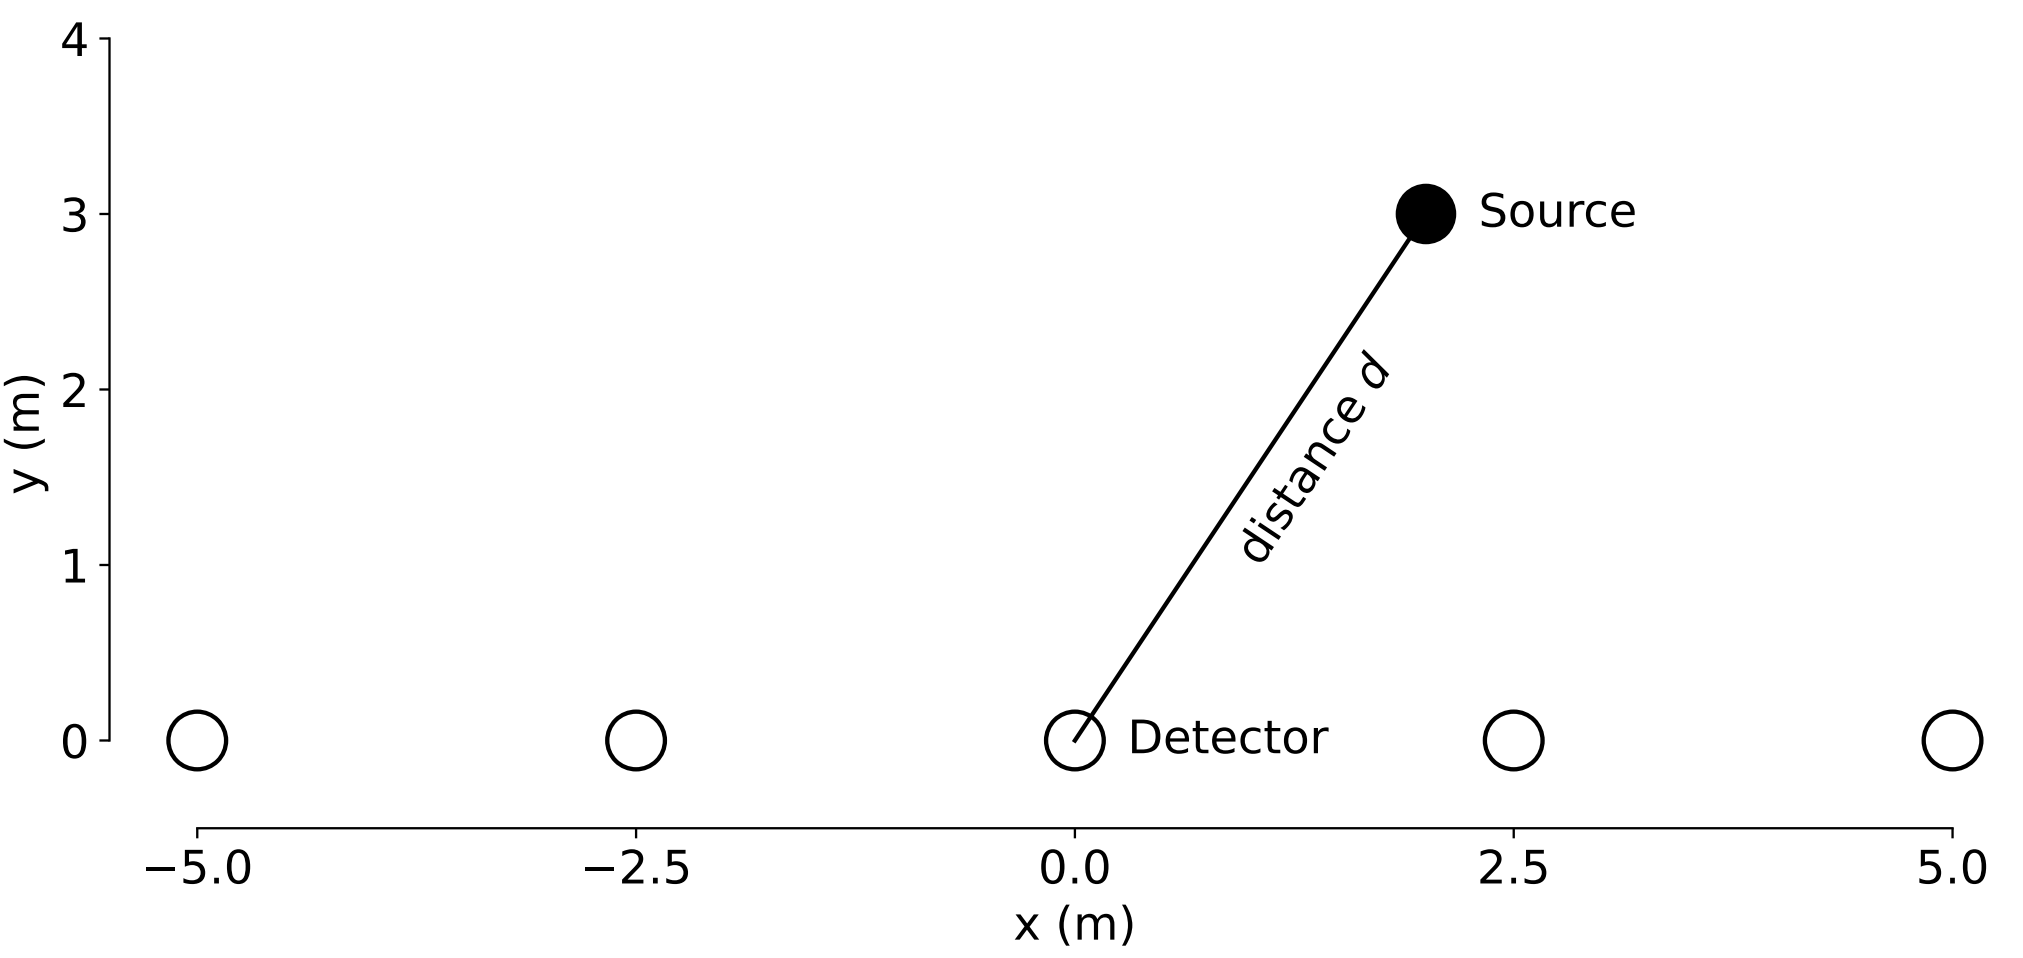 4
3
Source
2
distance d
1
0
Detector
y (m)
−5.0 −2.5 0.0 2.5 5.0
x (m)